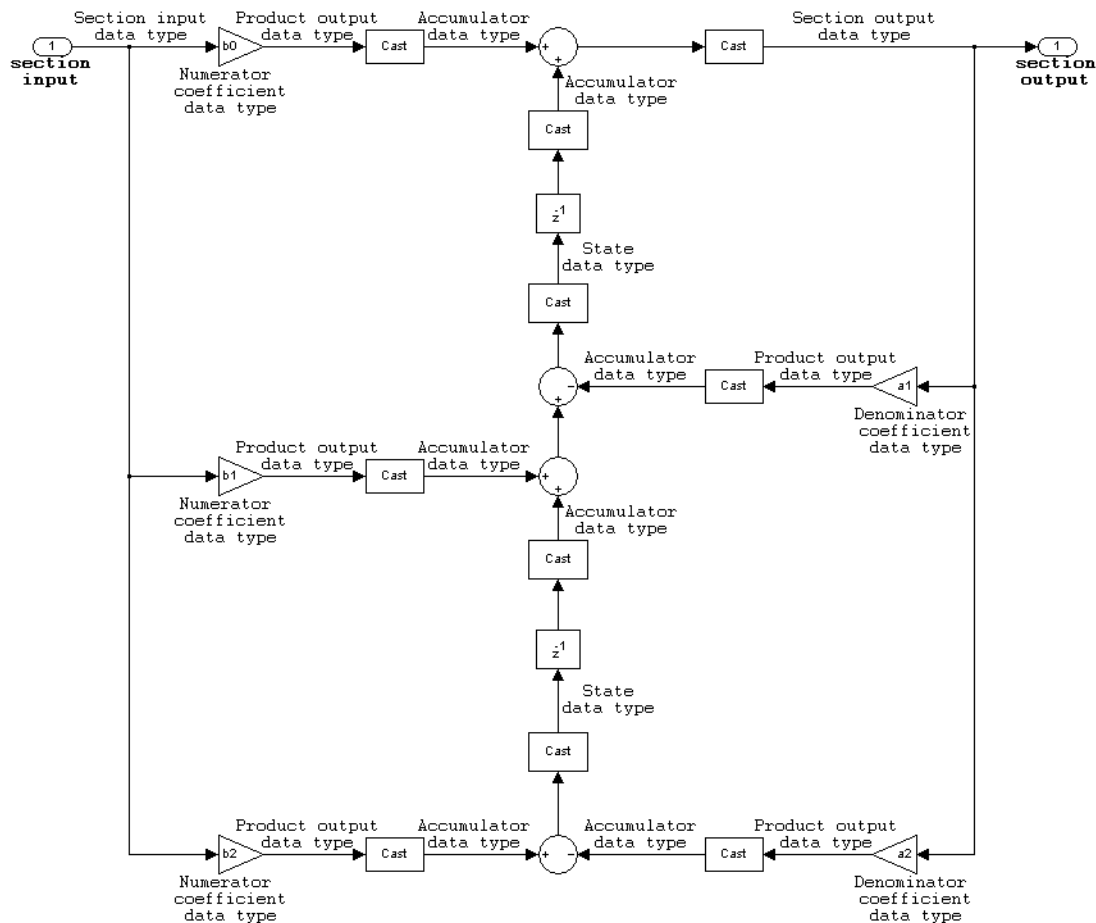 Section input
data type
Product output
data type
Accumulator
data type
Section output
data type
1
section
input
b0
Cast
+
+
Cast
1
section
output
Numerator
coefficient
data type
Accumulator
data type
Cast
z-1
State
data type
Cast
Accumulator
data type
Product output
data type
-
+
Cast
a1
Denominator
coefficient
data type
Product output
data type
Accumulator
data type
b1
Cast
+
+
Numerator
coefficient
data type
Accumulator
data type
Cast
z-1
State
data type
Cast
Product output
data type
Accumulator
data type
Accumulator
data type
Product output
data type
b2
Cast
+
-
Cast
a2
Numerator
coefficient
data type
Denominator
coefficient
data type